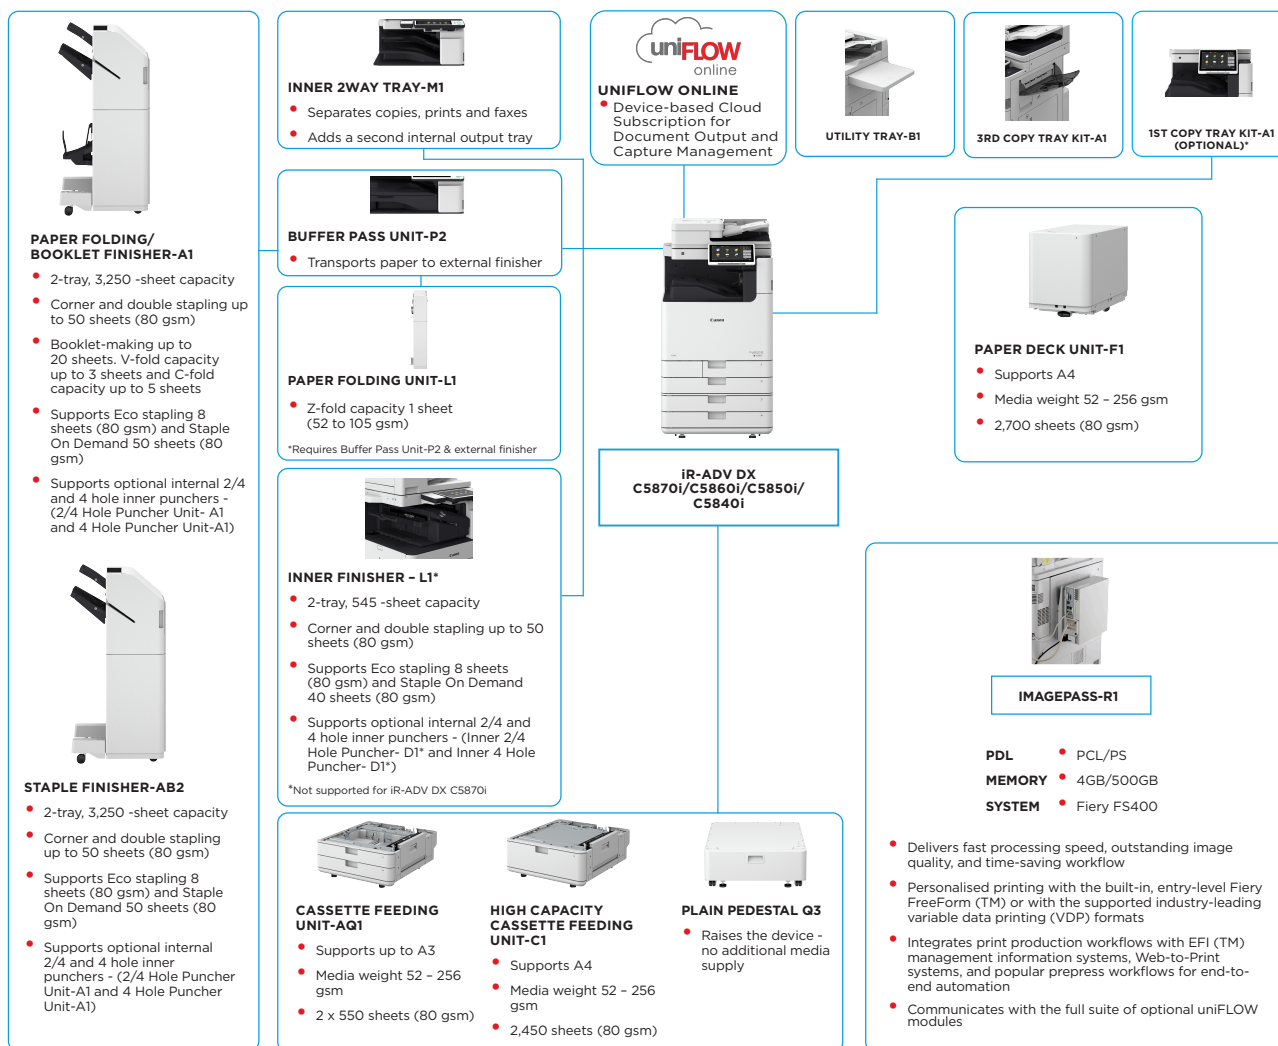 PAPER FOLDING/
BOOKLET FINISHER-A1
• 2-tray, 3,250 -sheet capacity
• Corner and double stapling up
to 50 sheets (80 gsm)
• Booklet-making up to
20 sheets. V-fold capacity
up to 3 sheets and C-fold
capacity up to 5 sheets
• Supports Eco stapling 8
sheets (80 gsm) and Staple
On Demand 50 sheets (80
gsm)
• Supports optional internal 2/4
and 4 hole inner punchers -
(2/4 Hole Puncher Unit- A1
and 4 Hole Puncher Unit-A1)
STAPLE FINISHER-AB2
• 2-tray, 3,250 -sheet capacity
• Corner and double stapling
up to 50 sheets (80 gsm)
• Supports Eco stapling 8
sheets (80 gsm) and Staple
On Demand 50 sheets (80
gsm)
• Supports optional internal
2/4 and 4 hole inner
punchers - (2/4 Hole Puncher
Unit-A1 and 4 Hole Puncher
Unit-A1)
INNER 2WAY TRAY-M1
• Separates copies, prints and faxes
• Adds a second internal output tray
BUFFER PASS UNIT-P2
• Transports paper to external finisher
PAPER FOLDING UNIT-L1
• Z-fold capacity 1 sheet
(52 to 105 gsm)
*Requires Buffer Pass Unit-P2 & external finisher
INNER FINISHER – L1*
• 2-tray, 545 -sheet capacity
• Corner and double stapling up to 50
sheets (80 gsm)
• Supports Eco stapling 8 sheets
(80 gsm) and Staple On Demand
40 sheets (80 gsm)
• Supports optional internal 2/4 and
4 hole inner punchers - (Inner 2/4
Hole Puncher- D1* and Inner 4 Hole
Puncher- D1*)
*Not supported for iR-ADV DX C5870i
uniFLOW
online
UNIFLOW ONLINE
• Device-based Cloud
Subscription for
Document Output and
Capture Management
UTILITY TRAY-B1
3RD COPY TRAY KIT-A1
1ST COPY TRAY KIT-A1
(OPTIONAL)*
Canon
iR-ADV DX
C5870i/C5860i/C5850i/
C5840i
PAPER DECK UNIT-F1
• Supports A4
• Media weight 52 – 256 gsm
• 2,700 sheets (80 gsm)
CASSETTE FEEDING
UNIT-AQ1
• Supports up to A3
• Media weight 52 – 256
gsm
• 2 x 550 sheets (80 gsm)
HIGH CAPACITY
CASSETTE FEEDING
UNIT-C1
• Supports A4
• Media weight 52 – 256
gsm
• 2,450 sheets (80 gsm)
PLAIN PEDESTAL Q3
• Raises the device -
no additional media
supply
IMAGEPASS-R1
PDL • PCL/PS
MEMORY • 4GB/500GB
SYSTEM • Fiery FS400
• Delivers fast processing speed, outstanding image
quality, and time-saving workflow
• Personalised printing with the built-in, entry-level Fiery
FreeForm (TM) or with the supported industry-leading
variable data printing (VDP) formats
• Integrates print production workflows with EFI (TM)
management information systems, Web-to-Print
systems, and popular prepress workflows for end-to-
end automation
• Communicates with the full suite of optional uniFLOW
modules